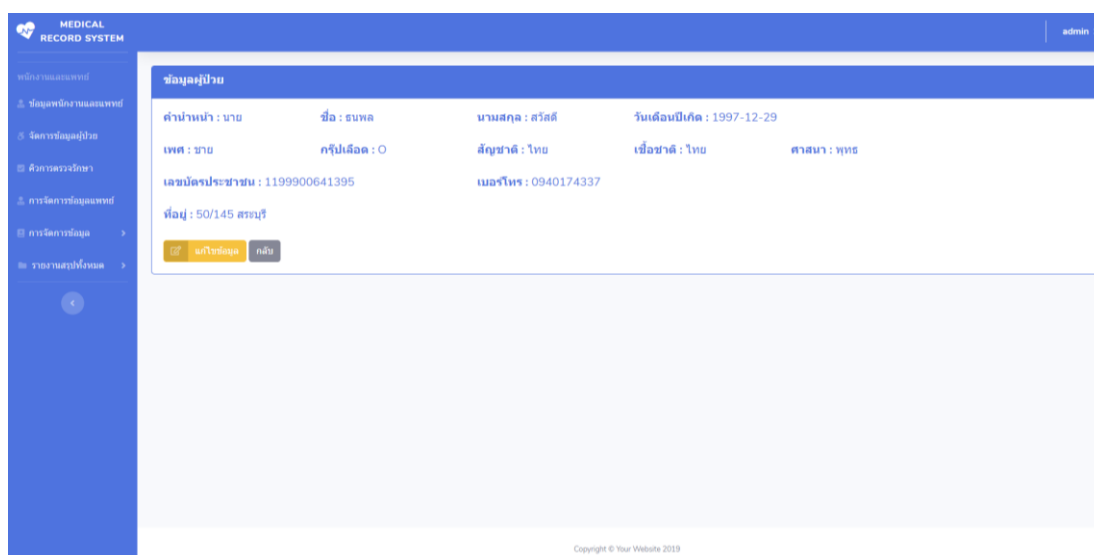 MEDICAL
RECORD SYSTEM
admin
พนักงานและแพทย์
ข้อมูลพนักงานและแพทย์
จัดการข้อมูลผู้ป่วย
คิวการตรวจรักษา
การจัดการข้อมูลแพทย์
การจัดการข้อมูล
รายงานสรุปทั้งหมด
ข้อมูลผู้ป่วย
คำนำหน้า : นาย ชื่อ : ธนพล นามสกุล : สวัสดี วันเดือนปีเกิด : 1997-12-29
เพศ : ชาย กรุ๊ปเลือด : O สัญชาติ : ไทย เชื้อชาติ : ไทย ศาสนา : พุทธ
เลขบัตรประชาชน : 1199900641395 เบอร์โทร : 0940174337
ที่อยู่ : 50/145 สระบุรี
แก้ไขข้อมูล กลับ
Copyright © Your Website 2019